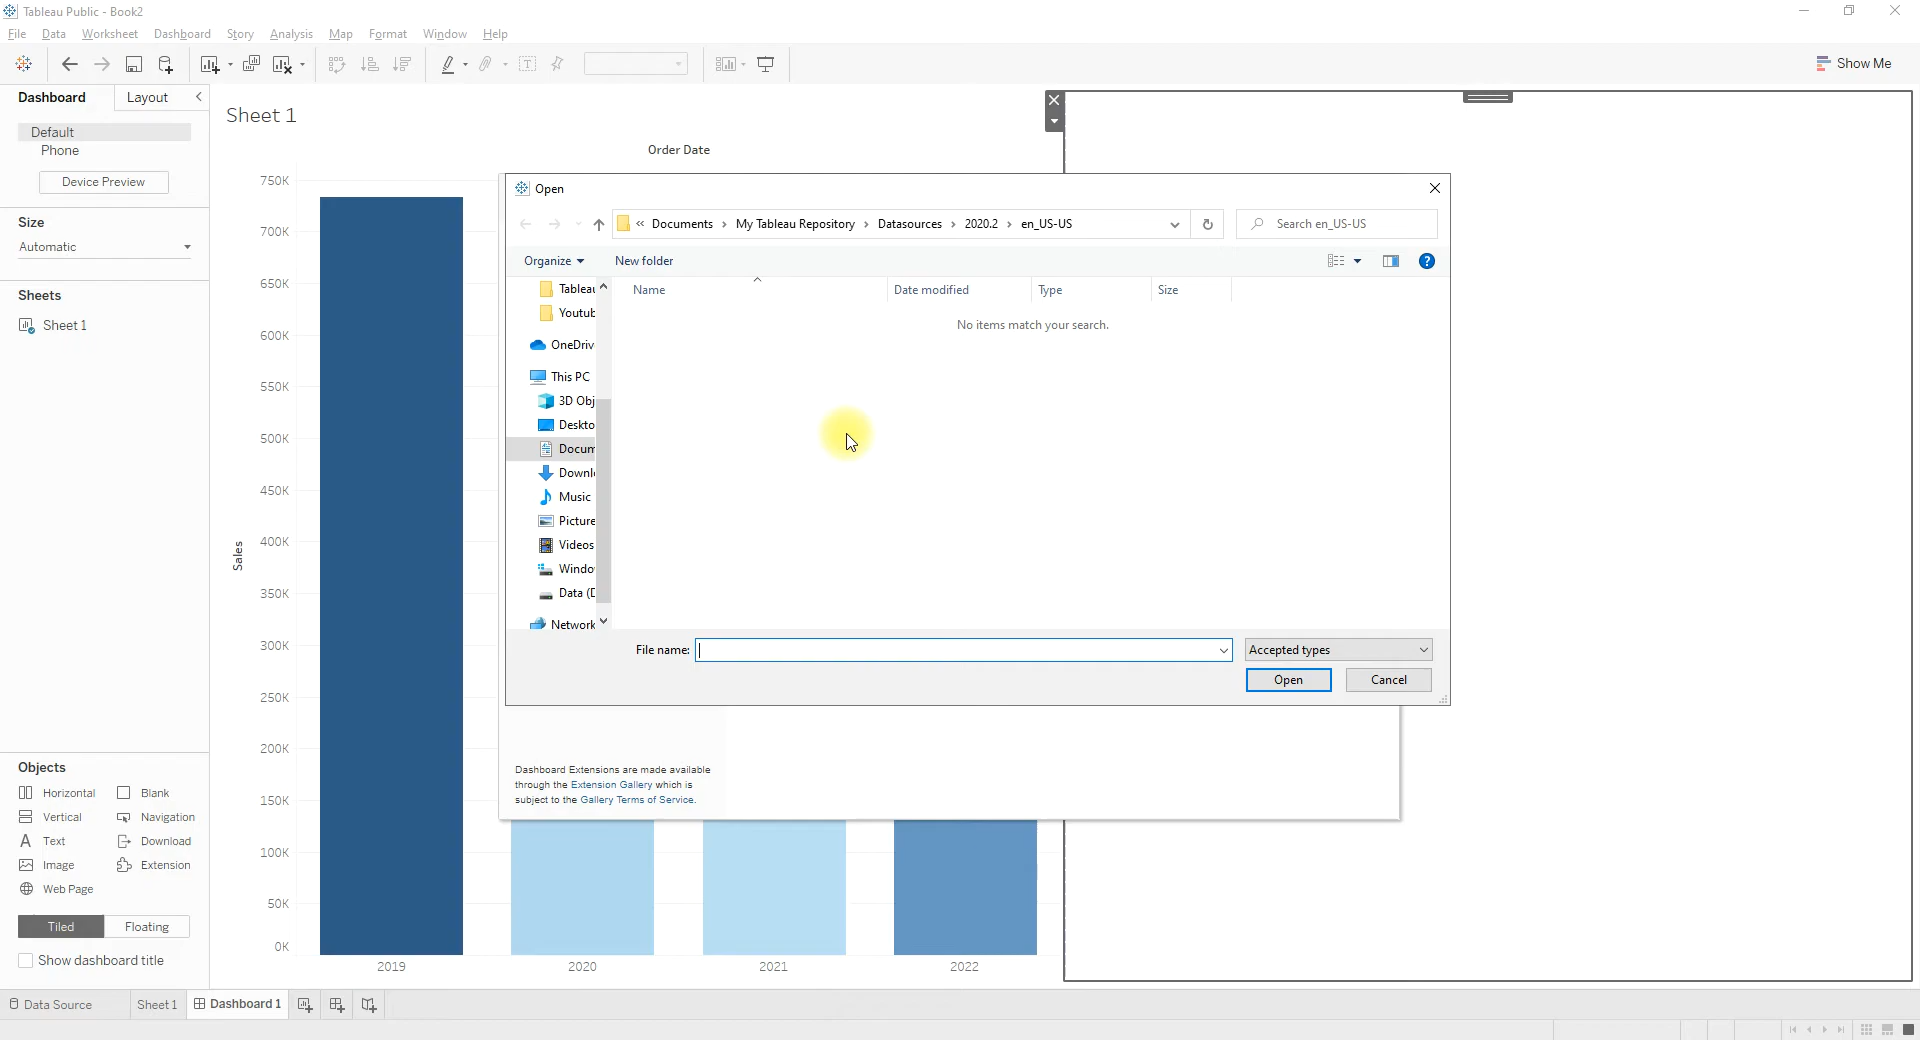 Tableau Public - Book2
File Data Worksheet Dashboard Story Analysis Map Format Window Help
Show Me
Dashboard Layout
Default
Phone
Device Preview
Size
Automatic
Sheets
Sheet 1
Objects
Horizontal Blank
Vertical Navigation
Text Download
Image Extension
Web Page
Tiled Floating
Show dashboard title
Sheet 1
Order Date
750K
700K
650K
600K
550K
500K
450K
400K
350K
300K
250K
200K
150K
100K
50K
0K
Sales
2019 2020 2021 2022
Open
« Documents › My Tableau Repository › Datasources › 2020.2 › en_US-US
Search en_US-US
Organize New folder
Name Date modified Type Size
No items match your search.
Tableau
Youtub
OneDriv
This PC
3D Obj
Deskto
Docum
Downl
Music
Picture
Videos
Windo
Data (D
Network
File name: Accepted types
Open Cancel
Dashboard Extensions are made available
through the Extension Gallery which is
subject to the Gallery Terms of Service.
Data Source Sheet 1 Dashboard 1